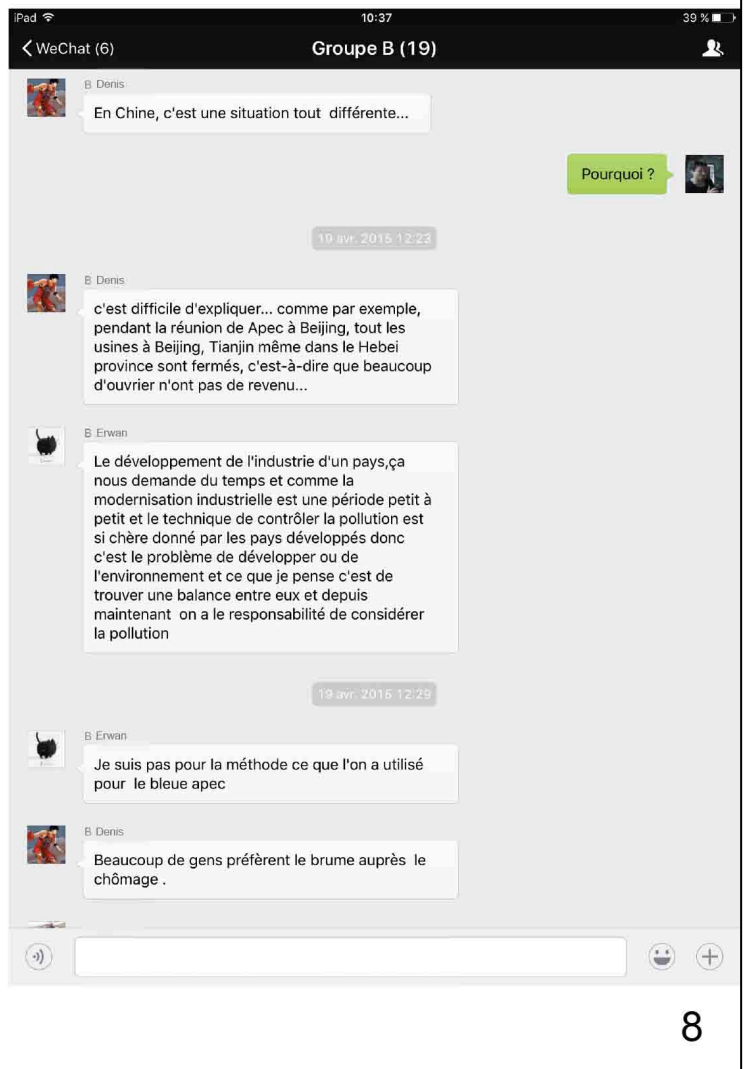 iPad 10:37 39 %
WeChat (6) Groupe B (19)
B Denis
En Chine, c'est une situation tout différente...
Pourquoi ?
19 avr. 2015 12:23
B Denis
c'est difficile d'expliquer... comme par exemple,
pendant la réunion de Apec à Beijing, tout les
usines à Beijing, Tianjin même dans le Hebei
province sont fermés, c'est-à-dire que beaucoup
d'ouvrier n'ont pas de revenu...
B Erwan
Le développement de l'industrie d'un pays,ça
nous demande du temps et comme la
modernisation industrielle est une période petit à
petit et le technique de contrôler la pollution est
si chère donné par les pays développés donc
c'est le problème de développer ou de
l'environnement et ce que je pense c'est de
trouver une balance entre eux et depuis
maintenant on a le responsabilité de considérer
la pollution
19 avr. 2015 12:29
B Erwan
Je suis pas pour la méthode ce que l'on a utilisé
pour le bleue apec
B Denis
Beaucoup de gens préfèrent le brume auprès le
chômage .
8